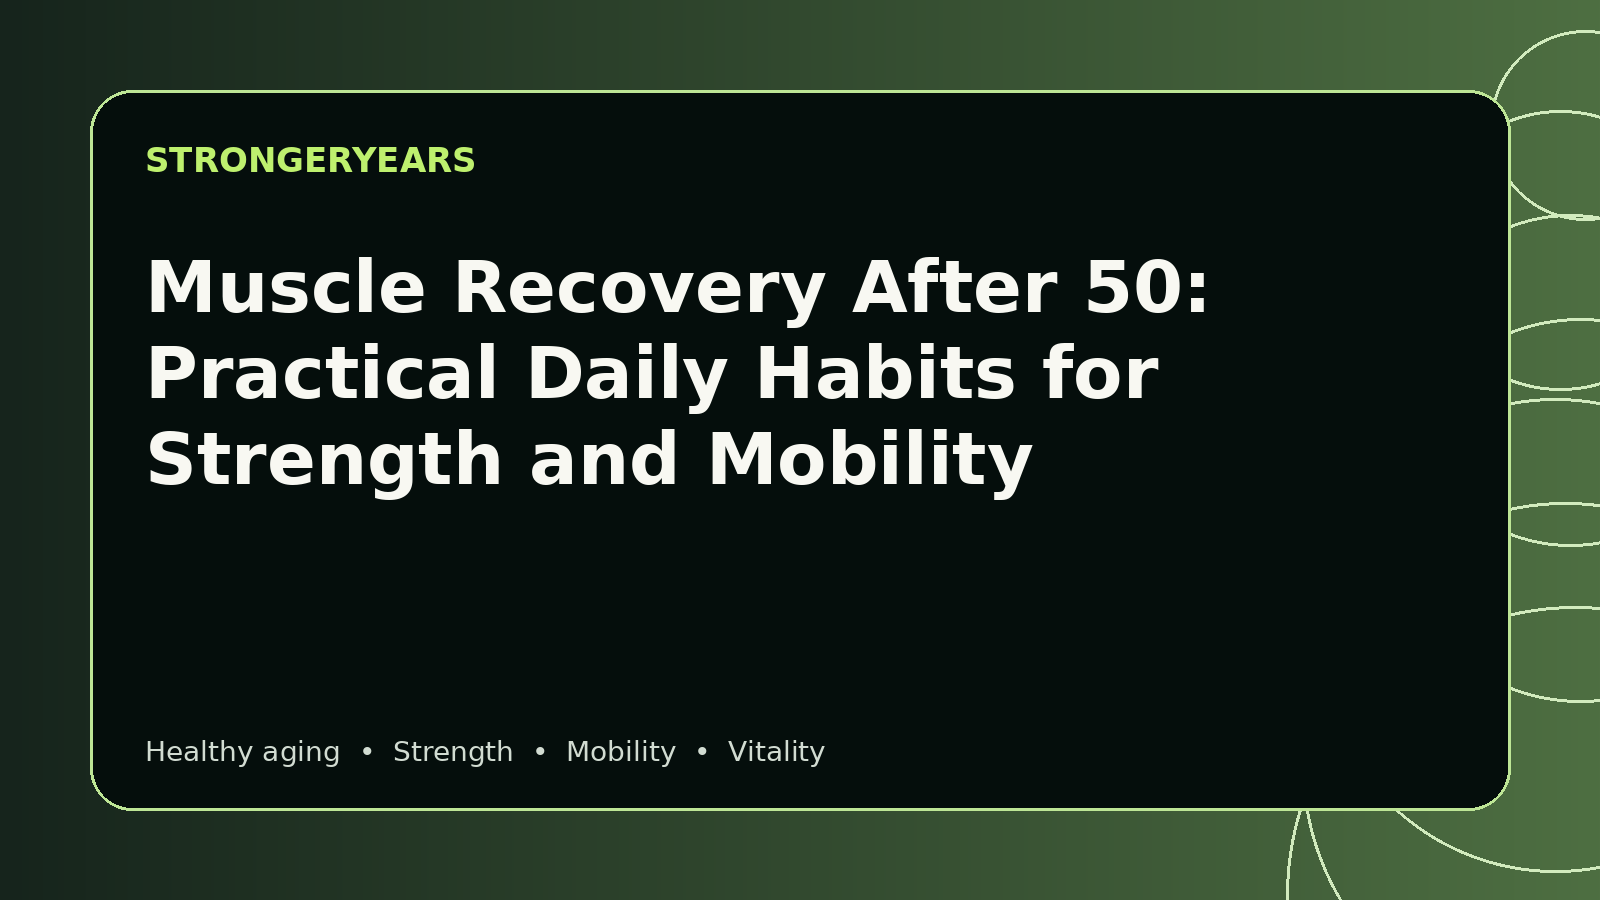 STRONGERYEARS
Muscle Recovery After 50:
Practical Daily Habits for
Strength and Mobility
Healthy aging • Strength • Mobility • Vitality